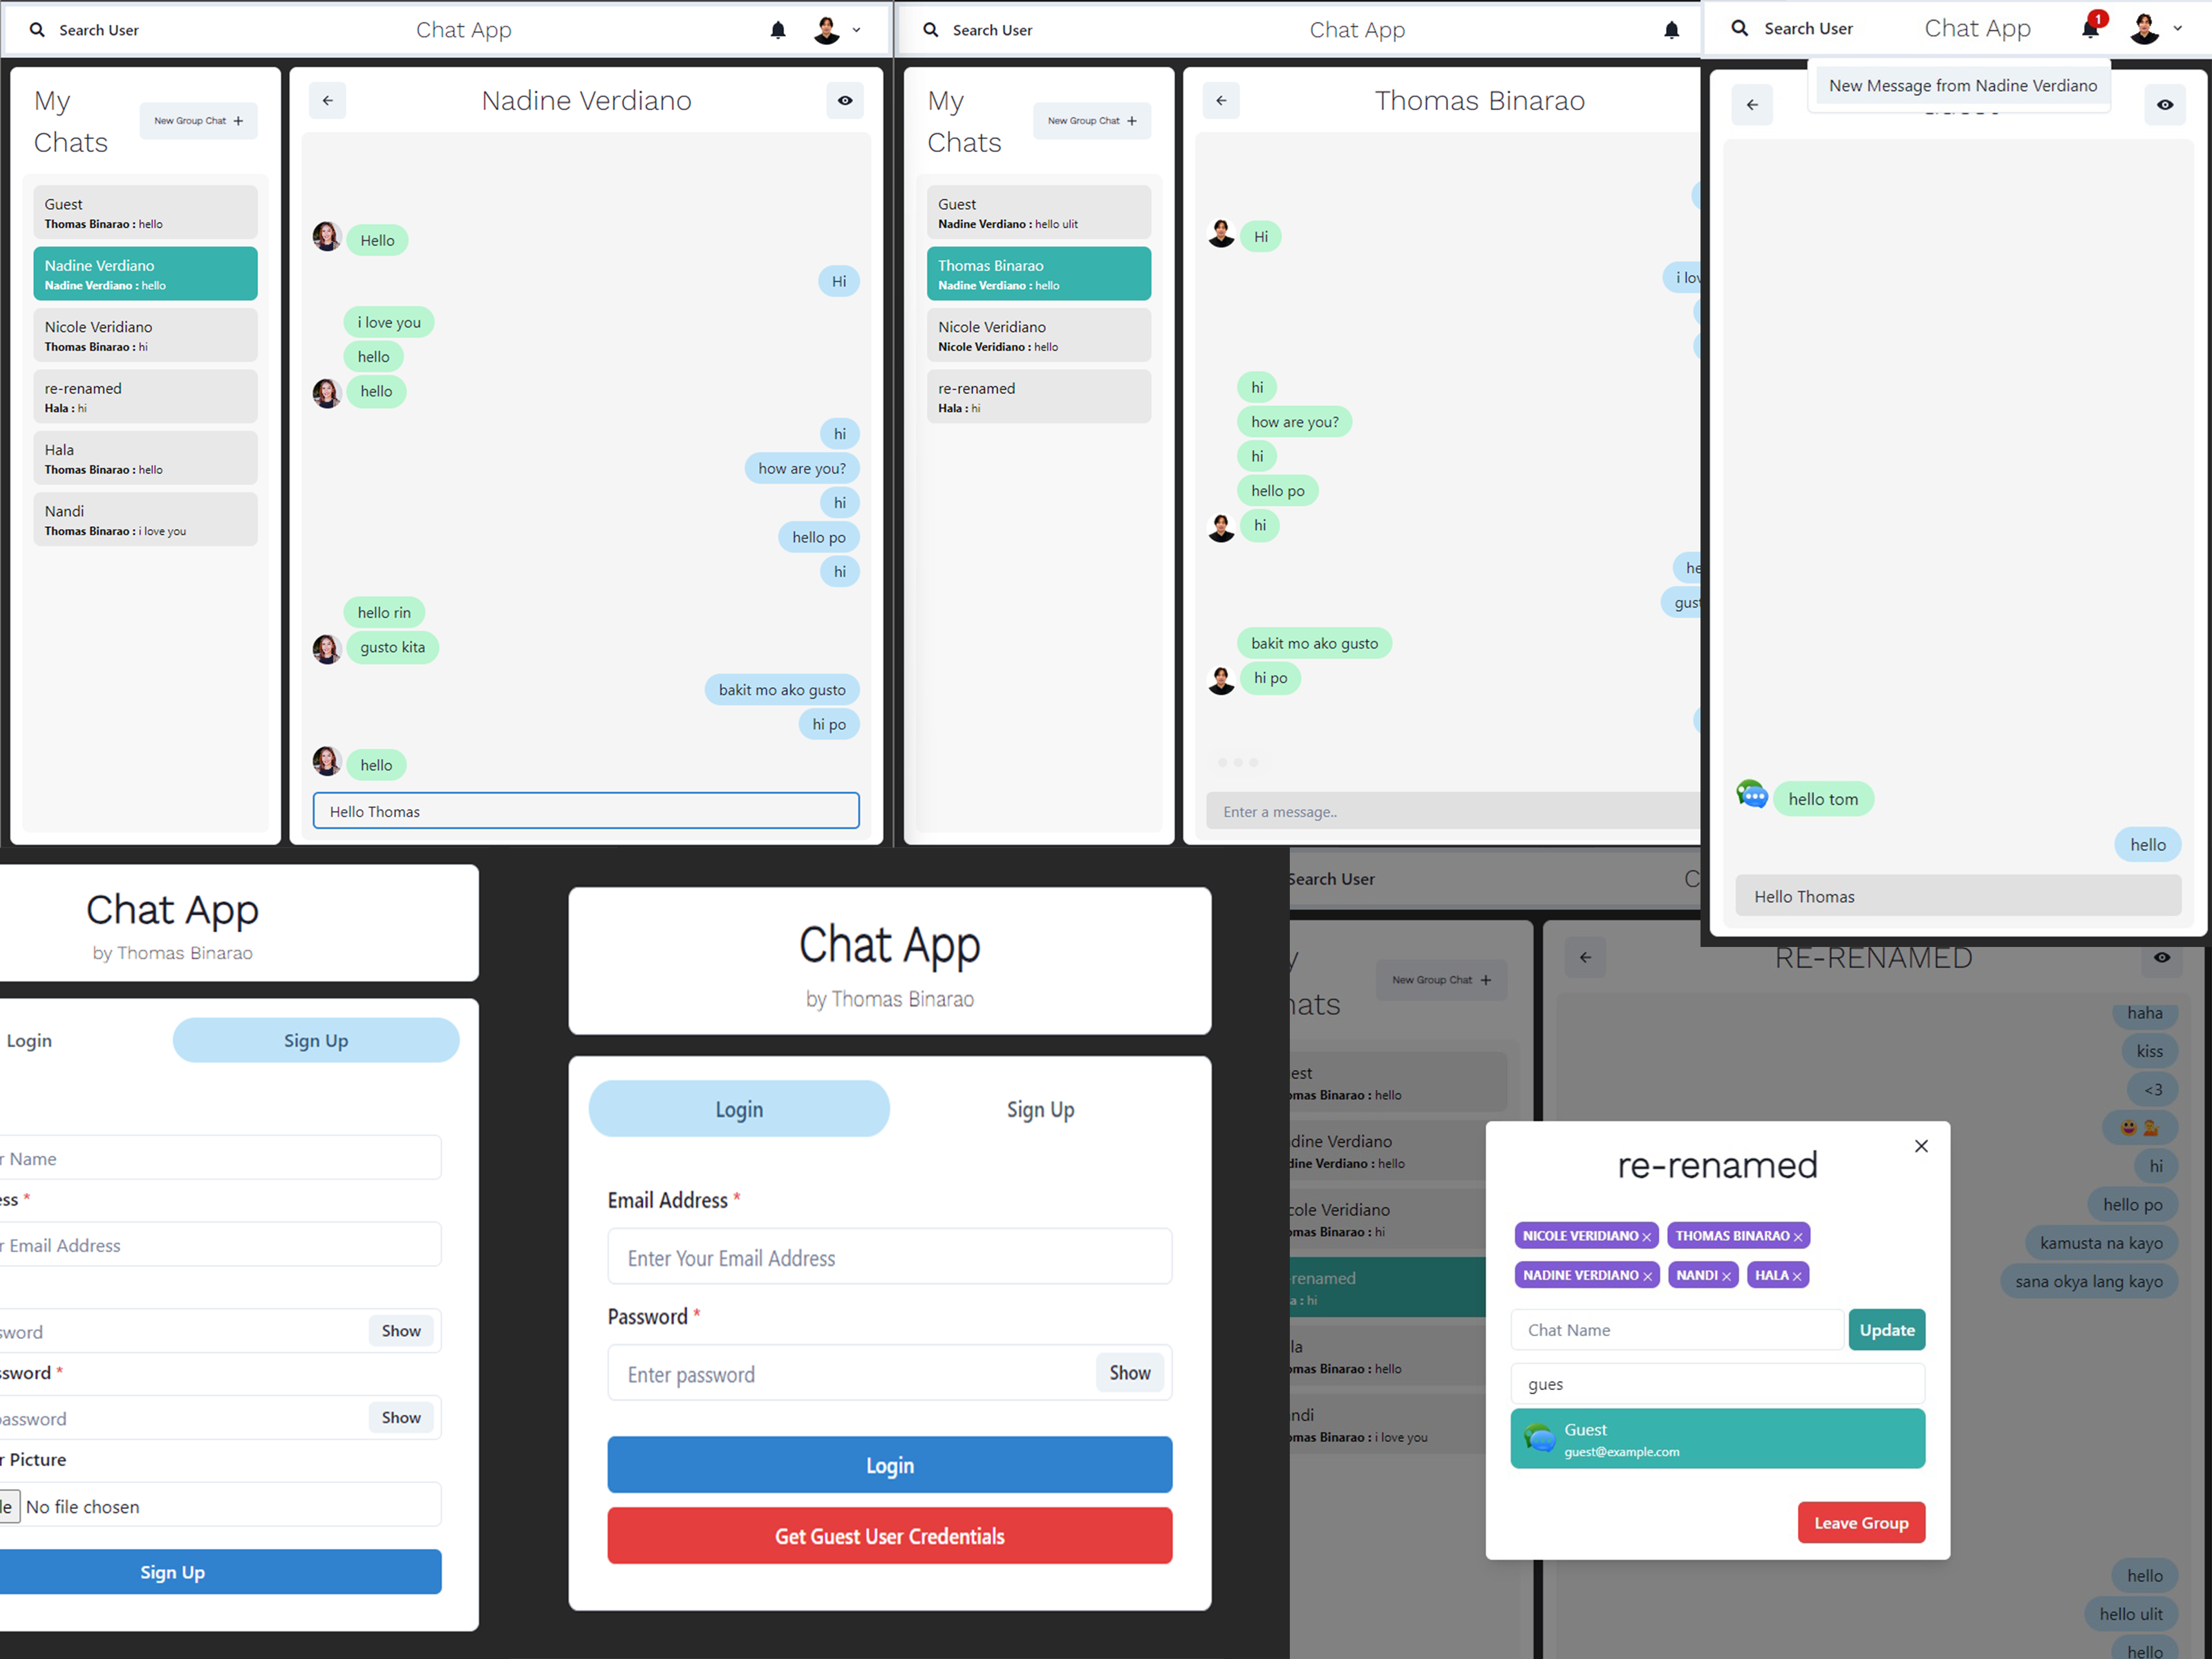 Search User
Chat App
My
Chats
New Group Chat +
Guest
Thomas Binarao : hello
Nadine Verdiano
Nadine Verdiano : hello
Nicole Veridiano
Thomas Binarao : hi
re-renamed
Hala : hi
Hala
Thomas Binarao : hello
Nandi
Thomas Binarao : i love you
Nadine Verdiano
Hello
Hi
i love you
hello
hello
hi
how are you?
hi
hello po
hi
hello rin
gusto kita
bakit mo ako gusto
hi po
hello
Hello Thomas
Search User
Chat App
My
Chats
New Group Chat +
Guest
Nadine Verdiano : hello ulit
Thomas Binarao
Nadine Verdiano : hello
Nicole Veridiano
Nicole Veridiano : hello
re-renamed
Hala : hi
Thomas Binarao
Hi
i lov
hi
how are you?
hi
hello po
hi
he
gust
bakit mo ako gusto
hi po
Enter a message..
Search User
Chat App
1
New Message from Nadine Verdiano
hello tom
hello
Hello Thomas
Chat App
by Thomas Binarao
Login
Sign Up
r Name
ess *
r Email Address
sword
Show
ssword *
password
Show
r Picture
le No file chosen
Sign Up
Chat App
by Thomas Binarao
Login
Sign Up
Email Address *
Enter Your Email Address
Password *
Enter password
Show
Login
Get Guest User Credentials
Search User
C
y
hats
New Group Chat +
est
omas Binarao : hello
dine Verdiano
dine Verdiano : hello
cole Veridiano
omas Binarao : hi
-renamed
a : hi
la
omas Binarao : hello
ndi
omas Binarao : i love you
RE-RENAMED
haha
kiss
<3
😀 💁
hi
hello po
kamusta na kayo
sana okya lang kayo
hello
hello ulit
hello
re-renamed
NICOLE VERIDIANO × THOMAS BINARAO ×
NADINE VERDIANO × NANDI × HALA ×
Chat Name
Update
gues
Guest
guest@example.com
Leave Group